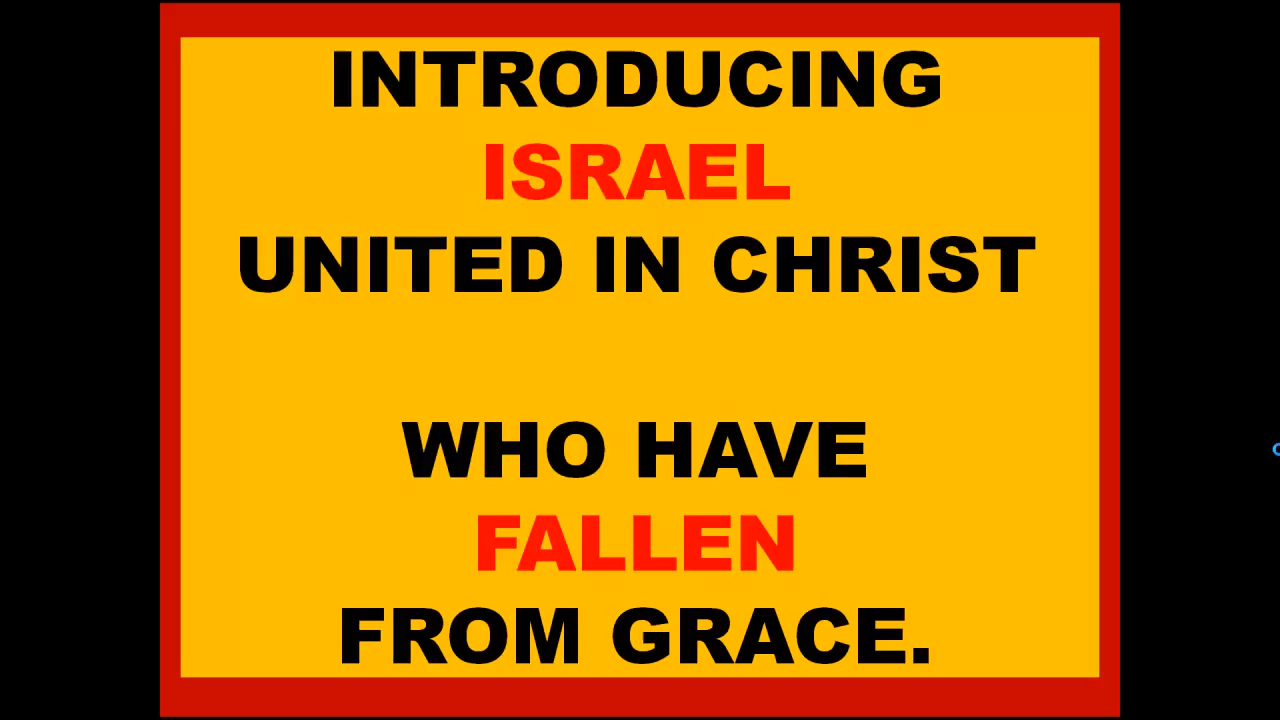 INTRODUCING
ISRAEL
UNITED IN CHRIST
WHO HAVE
FALLEN
FROM GRACE.